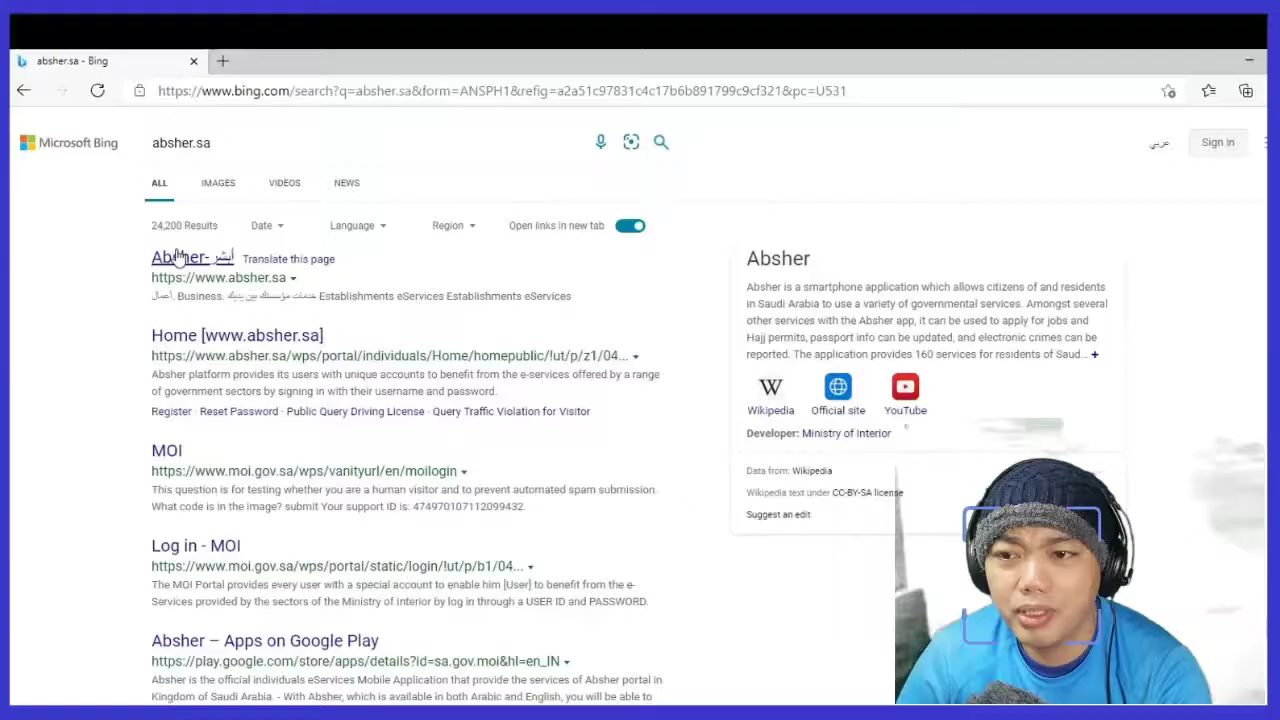 absher.sa - Bing
https://www.bing.com/search?q=absher.sa&form=ANSPH1&refig=a2a51c97831c4c17b6b891799c9cf321&pc=U531
Microsoft Bing
absher.sa
عربي
Sign in
ALL IMAGES VIDEOS NEWS
24,200 Results Date Language Region Open links in new tab
Absher- أبشر Translate this page
https://www.absher.sa
أعمال. Business. خدمات مؤسستك بين يديك Establishments eServices Establishments eServices
Home [www.absher.sa]
https://www.absher.sa/wps/portal/individuals/Home/homepublic/!ut/p/z1/04...
Absher platform provides its users with unique accounts to benefit from the e-services offered by a range
of government sectors by signing in with their username and password.
Register · Reset Password · Public Query Driving License · Query Traffic Violation for Visitor
MOI
https://www.moi.gov.sa/wps/vanityurl/en/moilogin
This question is for testing whether you are a human visitor and to prevent automated spam submission.
What code is in the image? submit Your support ID is: 474970107112099432.
Log in - MOI
https://www.moi.gov.sa/wps/portal/static/login/!ut/p/b1/04...
The MOI Portal provides every user with a special account to enable him [User] to benefit from the e-
Services provided by the sectors of the Ministry of Interior by log in through a USER ID and PASSWORD.
Absher – Apps on Google Play
https://play.google.com/store/apps/details?id=sa.gov.moi&hl=en_IN
Absher is the official individuals eServices Mobile Application that provide the services of Absher portal in
Kingdom of Saudi Arabia. - With Absher, which is available in both Arabic and English, you will be able to
Absher
Absher is a smartphone application which allows citizens of and residents
in Saudi Arabia to use a variety of governmental services. Amongst several
other services with the Absher app, it can be used to apply for jobs and
Hajj permits, passport info can be updated, and electronic crimes can be
reported. The application provides 160 services for residents of Saud... +
W
Wikipedia Official site YouTube
Developer: Ministry of Interior
Data from: Wikipedia
Wikipedia text under CC-BY-SA license
Suggest an edit